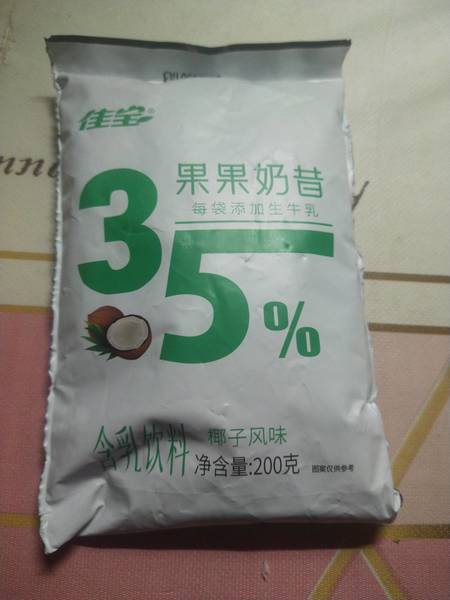 佳宝®
果果奶昔
每袋添加生牛乳
35%
含乳饮料
椰子风味
净含量:200克
图案仅供参考